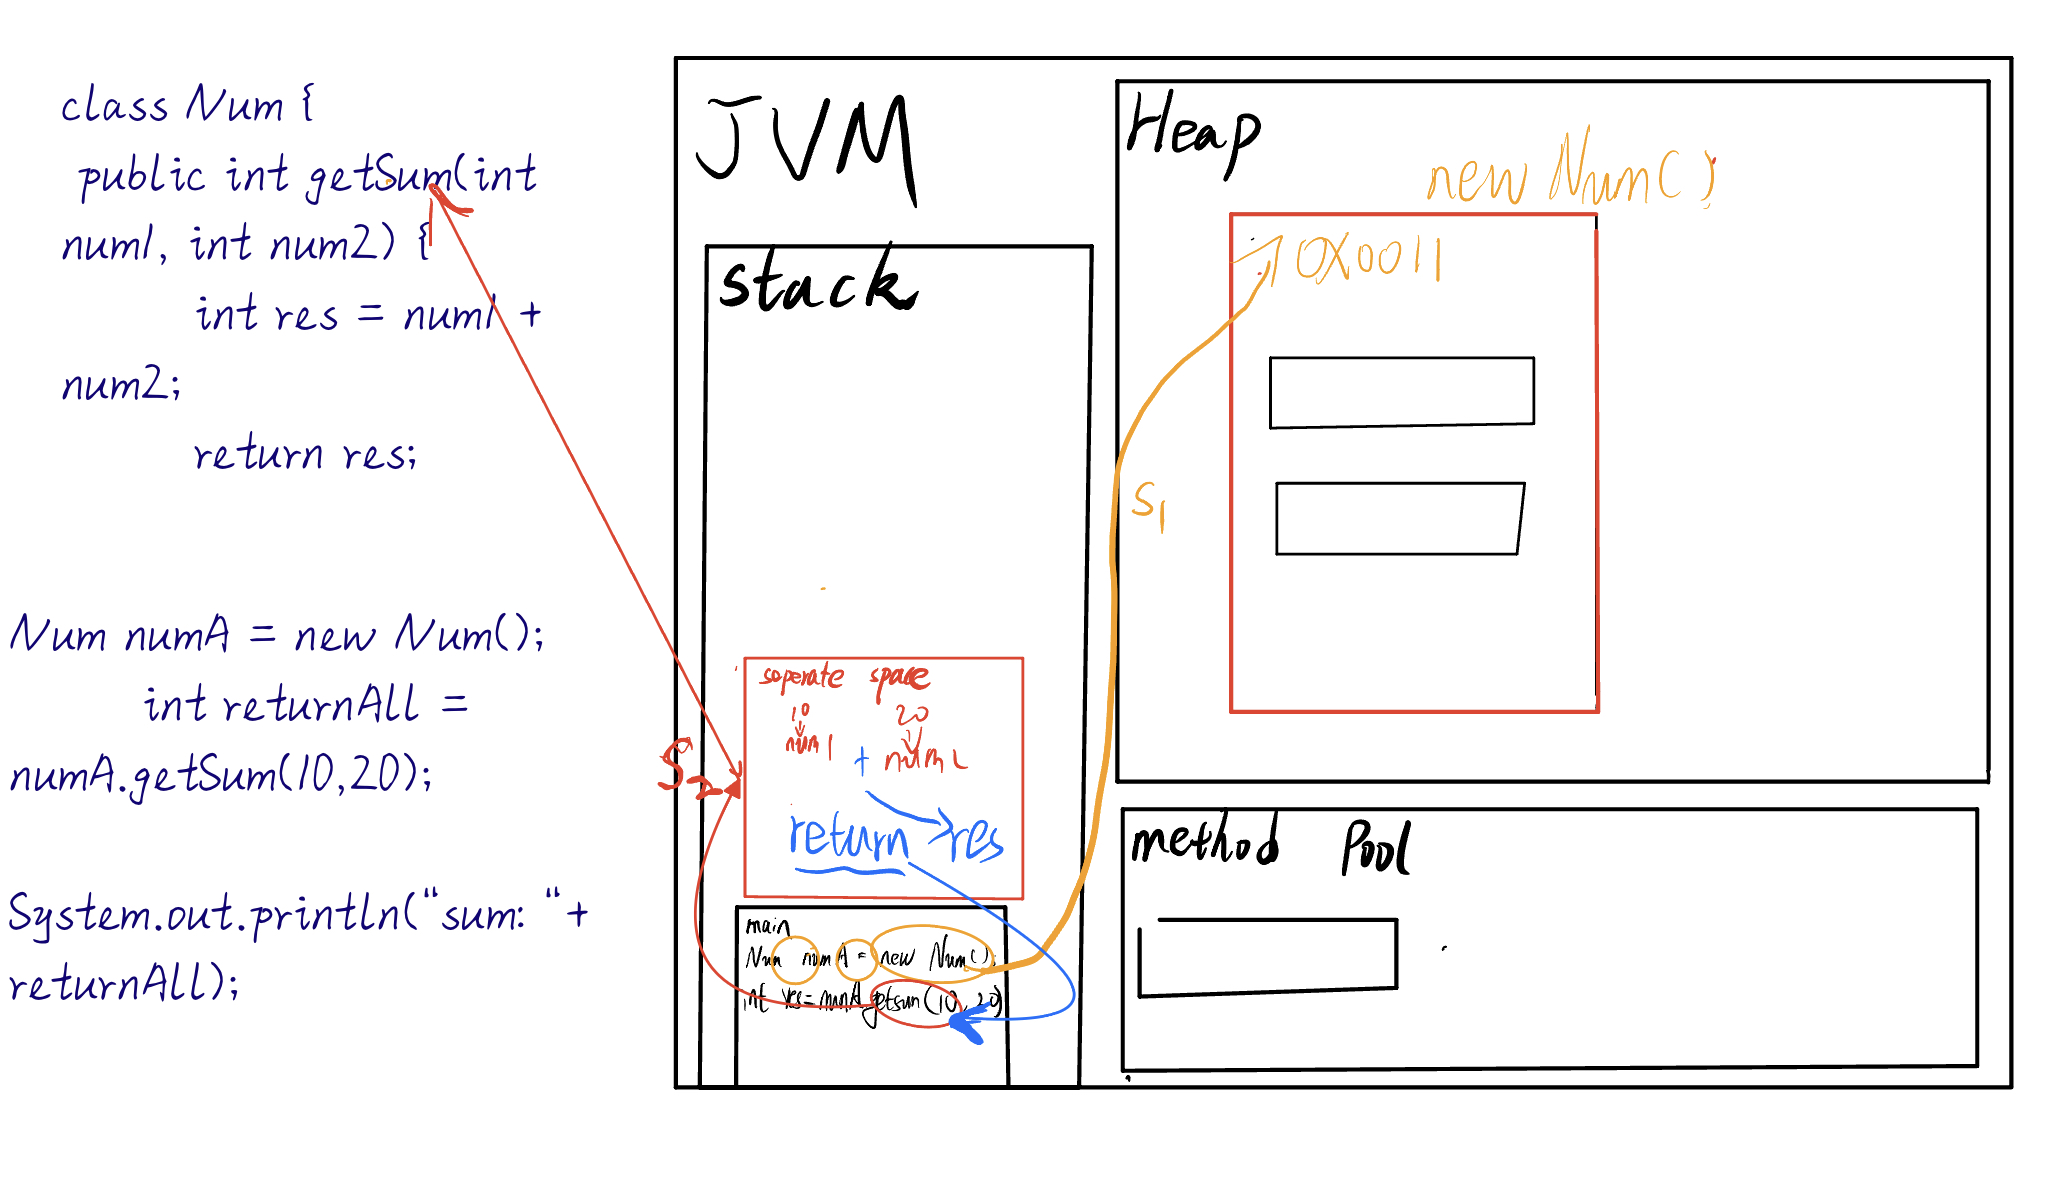 class Num {
public int getSum(int
num1, int num2) {
int res = num1 +
num2;
return res;
Num numA = new Num();
int returnAll =
numA.getSum(10,20);
System.out.println("sum: "+
returnAll);
JVM
stack
seperate space
10 20
num1 + num2
return res
S2
main
Num numA = new Num();
int res = numA getsum(10,20)
Heap
new Num()
0X0011
S1
method Pool